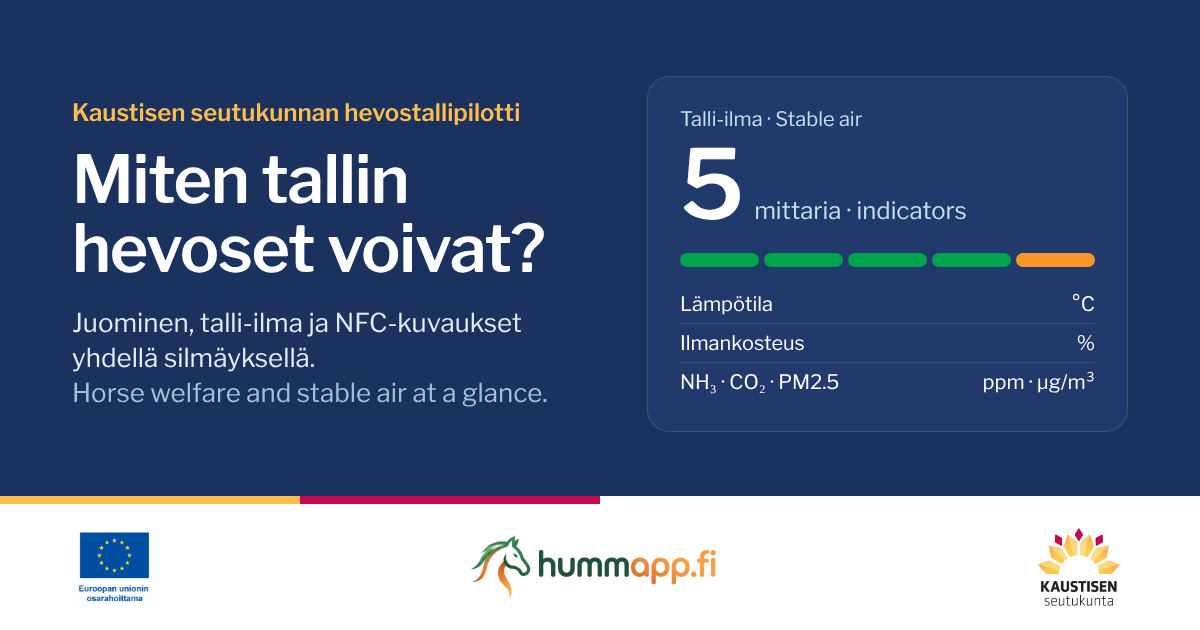 Kaustisen seutukunnan hevostallipilotti
Miten tallin
hevoset voivat?
Juominen, talli-ilma ja NFC-kuvaukset
yhdellä silmäyksellä.
Horse welfare and stable air at a glance.
Talli-ilma · Stable air
5 mittaria · indicators
Lämpötila °C
Ilmankosteus %
NH₃ · CO₂ · PM2.5 ppm · µg/m³
Euroopan unionin
osarahoittama
hummapp.fi
KAUSTISEN
seutukunta